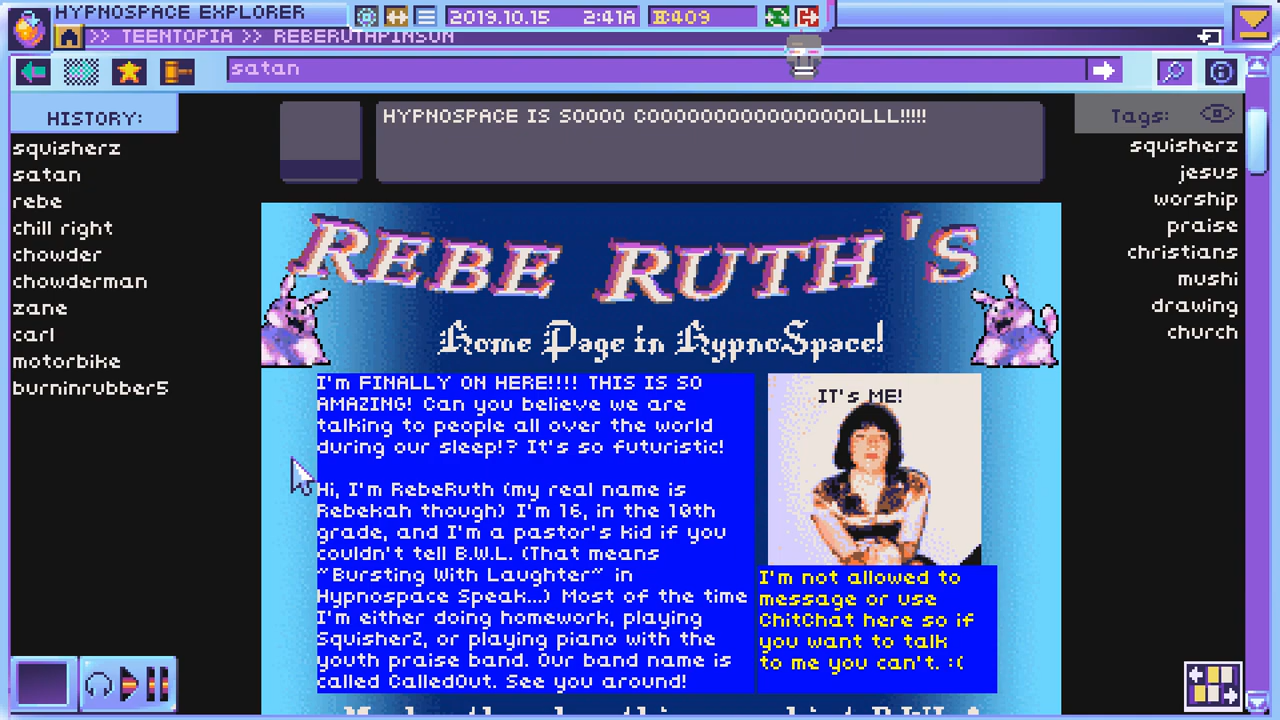 HYPNOSPACE EXPLORER
2019.10.15 2:41A 409
>> TEENTOPIA >> REBERUTHPINSON
satan
HISTORY:
squisherz
satan
rebe
chill right
chowder
chowderman
zane
carl
motorbike
burninrubber5
HYPNOSPACE IS SOOOO COOOOOOOOOOOOOOOOOLLL!!!!!
Tags:
squisherz
jesus
worship
praise
christians
mushi
drawing
church
REBE RUTH'S
Home Page in HypnoSpace!
I'm FINALLY ON HERE!!!! THIS IS SO
AMAZING! Can you believe we are
talking to people all over the world
during our sleep!? It's so futuristic!
Hi, I'm RebeRuth (my real name is
Rebekah though) I'm 16, in the 10th
grade, and I'm a pastor's kid if you
couldn't tell B.W.L. (That means
"Bursting With Laughter" in
Hypnospace Speak...) Most of the time
I'm either doing homework, playing
SquisherZ, or playing piano with the
youth praise band. Our band name is
called CalledOut. See you around!
IT's ME!
I'm not allowed to
message or use
ChitChat here so if
you want to talk
to me you can't. :(